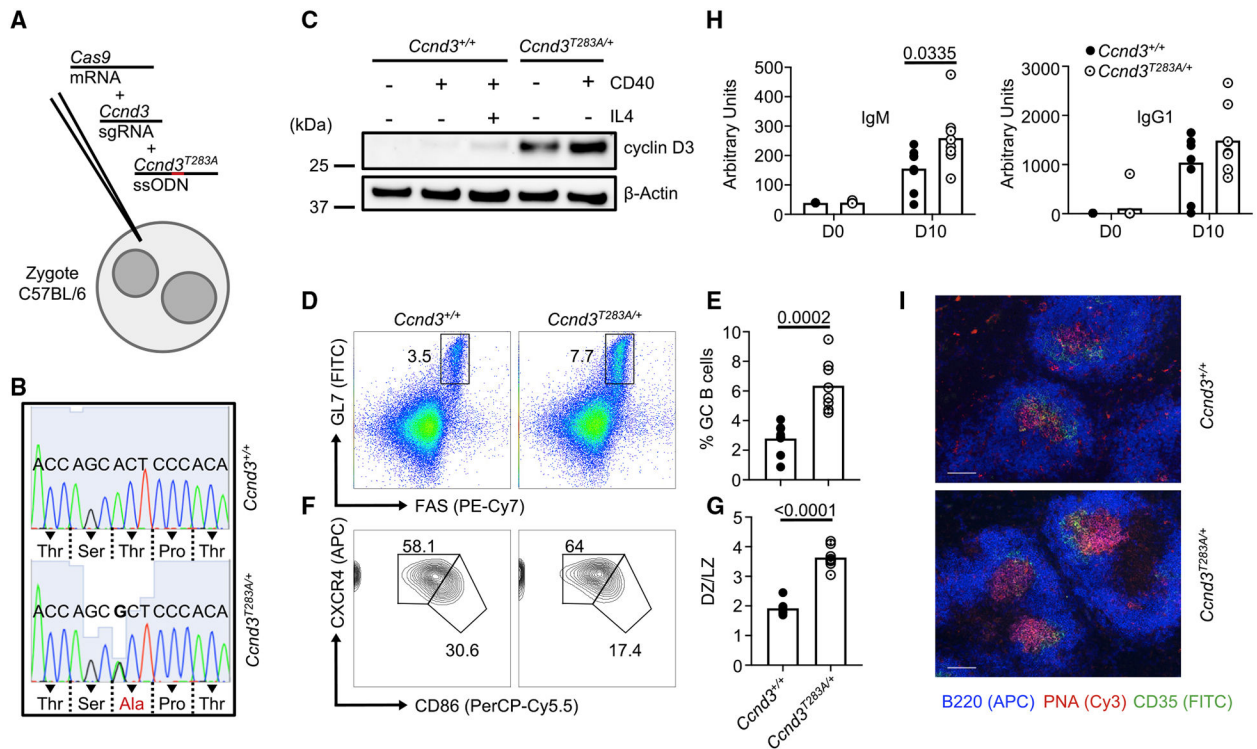 A
Cas9
mRNA
+
Ccnd3
sgRNA
+
Ccnd3T283A
ssODN
Zygote
C57BL/6
B
ACC AGC ACT CCC ACA
Thr Ser Thr Pro Thr
Ccnd3+/+
ACC AGC GCT CCC ACA
Thr Ser Ala Pro Thr
Ccnd3T283A/+
C
Ccnd3+/+ Ccnd3T283A/+
- + + - + CD40
- - + - - IL4
(kDa)
cyclin D3
25
β-Actin
37
D
Ccnd3+/+ Ccnd3T283A/+
3.5 7.7
GL7 (FITC)
FAS (PE-Cy7)
E
0.0002
% GC B cells
10
8
6
4
2
0
F
58.1 64
30.6 17.4
CXCR4 (APC)
CD86 (PerCP-Cy5.5)
G
<0.0001
DZ/LZ
5
4
3
2
1
0
Ccnd3+/+ Ccnd3T283A/+
H
0.0335
IgM
Arbitrary Units
500
400
300
200
100
0
D0 D10
Ccnd3+/+
Ccnd3T283A/+
IgG1
Arbitrary Units
3000
2000
1000
0
D0 D10
I
Ccnd3+/+
Ccnd3T283A/+
B220 (APC) PNA (Cy3) CD35 (FITC)